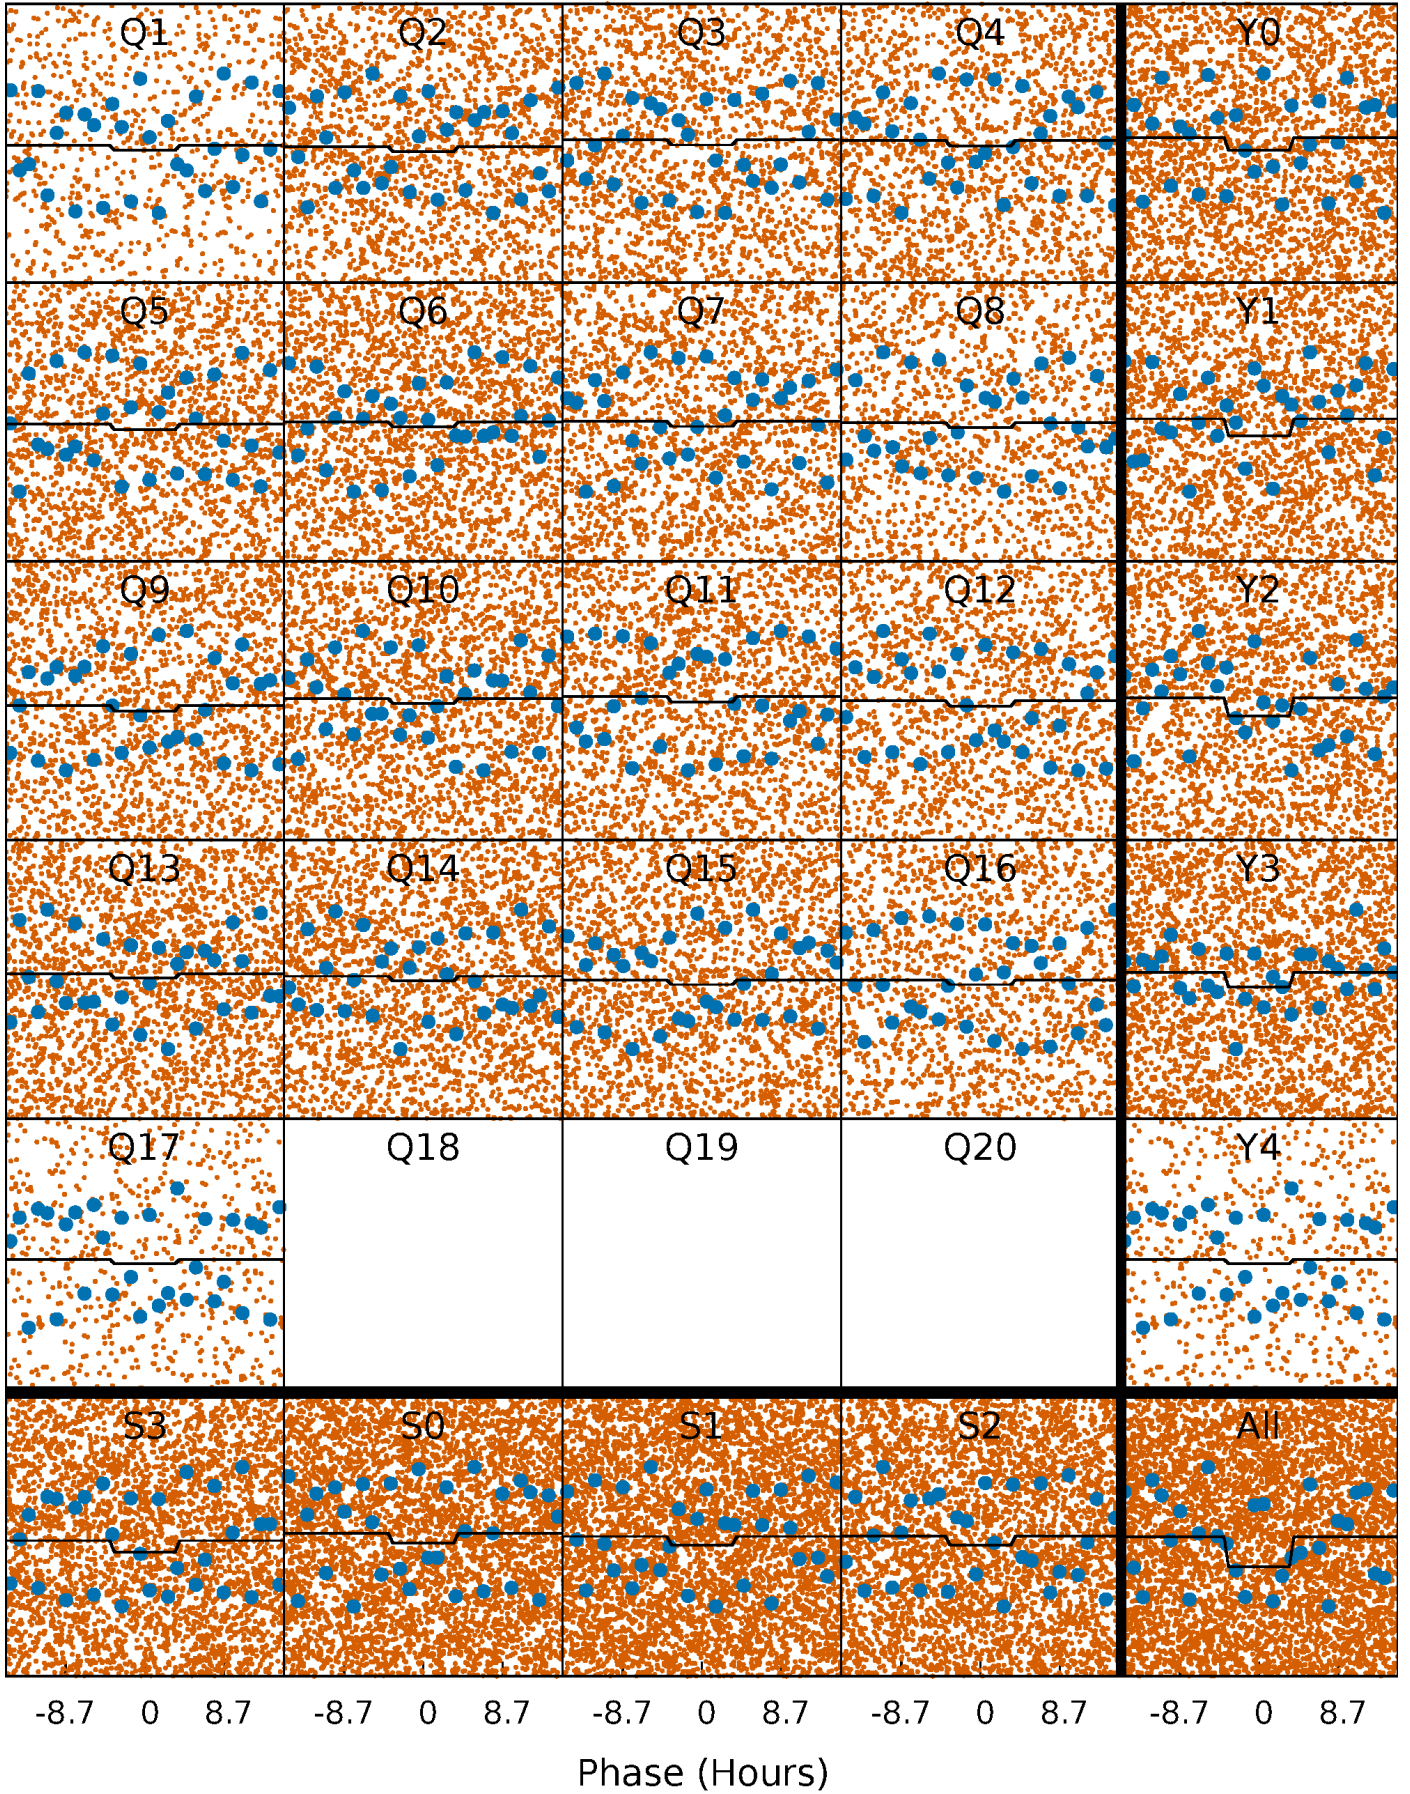 Q1 Q2 Q3 Q4 Y0
Q5 Q6 Q7 Q8 Y1
Q9 Q10 Q11 Q12 Y2
Q13 Q14 Q15 Q16 Y3
Q17 Q18 Q19 Q20 Y4
S3 S0 S1 S2 All
-8.7 0 8.7 -8.7 0 8.7 -8.7 0 8.7 -8.7 0 8.7 -8.7 0 8.7
Phase (Hours)